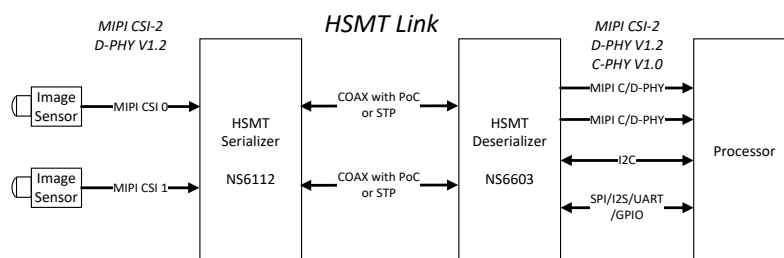 MIPI CSI-2
D-PHY V1.2
HSMT Link
MIPI CSI-2
D-PHY V1.2
C-PHY V1.0
Image
Sensor
MIPI CSI 0
Image
Sensor
MIPI CSI 1
HSMT
Serializer
NS6112
COAX with PoC
or STP
COAX with PoC
or STP
HSMT
Deserializer
NS6603
MIPI C/D-PHY
MIPI C/D-PHY
I2C
SPI/I2S/UART
/GPIO
Processor